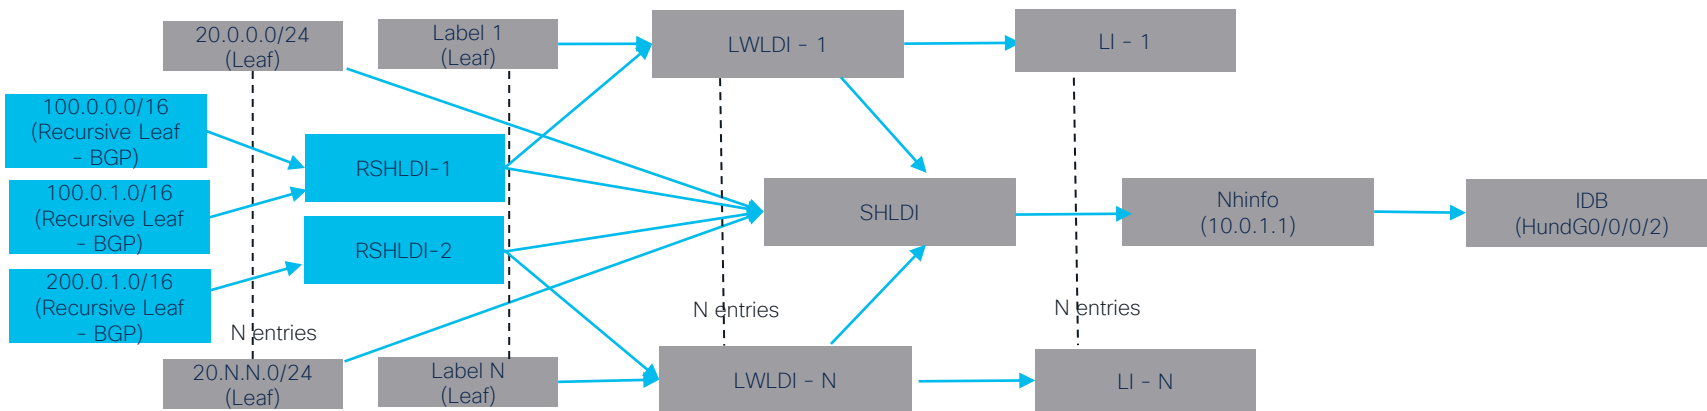 20.0.0.0/24
(Leaf)
Label 1
(Leaf)
LWLDI - 1
LI - 1
100.0.0.0/16
(Recursive Leaf
- BGP)
RSHLDI-1
100.0.1.0/16
(Recursive Leaf
- BGP)
SHLDI
Nhinfo
(10.0.1.1)
IDB
(HundG0/0/0/2)
RSHLDI-2
200.0.1.0/16
(Recursive Leaf
- BGP)
N entries
N entries
N entries
20.N.N.0/24
(Leaf)
Label N
(Leaf)
LWLDI - N
LI - N